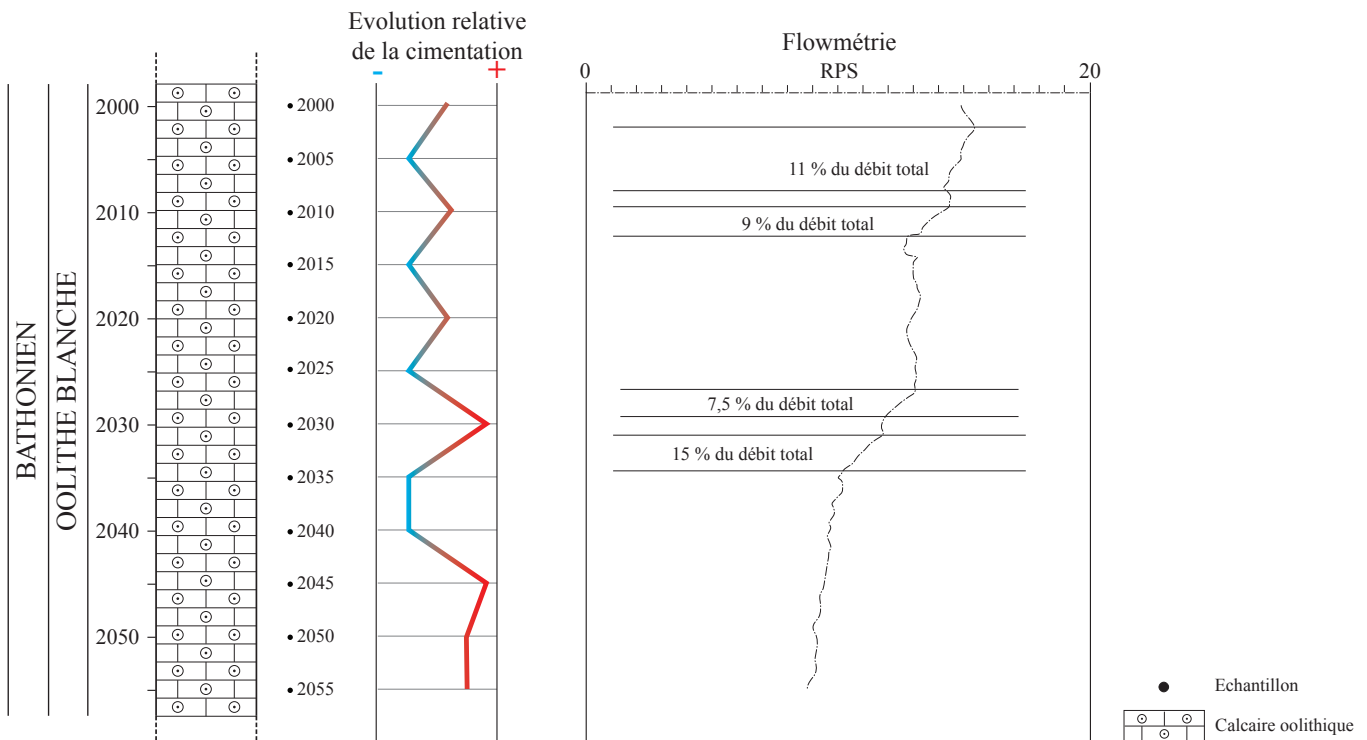 Evolution relative
de la cimentation
-
+
Flowmétrie
0
RPS
20
BATHONIEN
OOLITHE BLANCHE
2000
2010
2020
2030
2040
2050
2000
2005
2010
2015
2020
2025
2030
2035
2040
2045
2050
2055
11 % du débit total
9 % du débit total
7,5 % du débit total
15 % du débit total
Echantillon
Calcaire oolithique